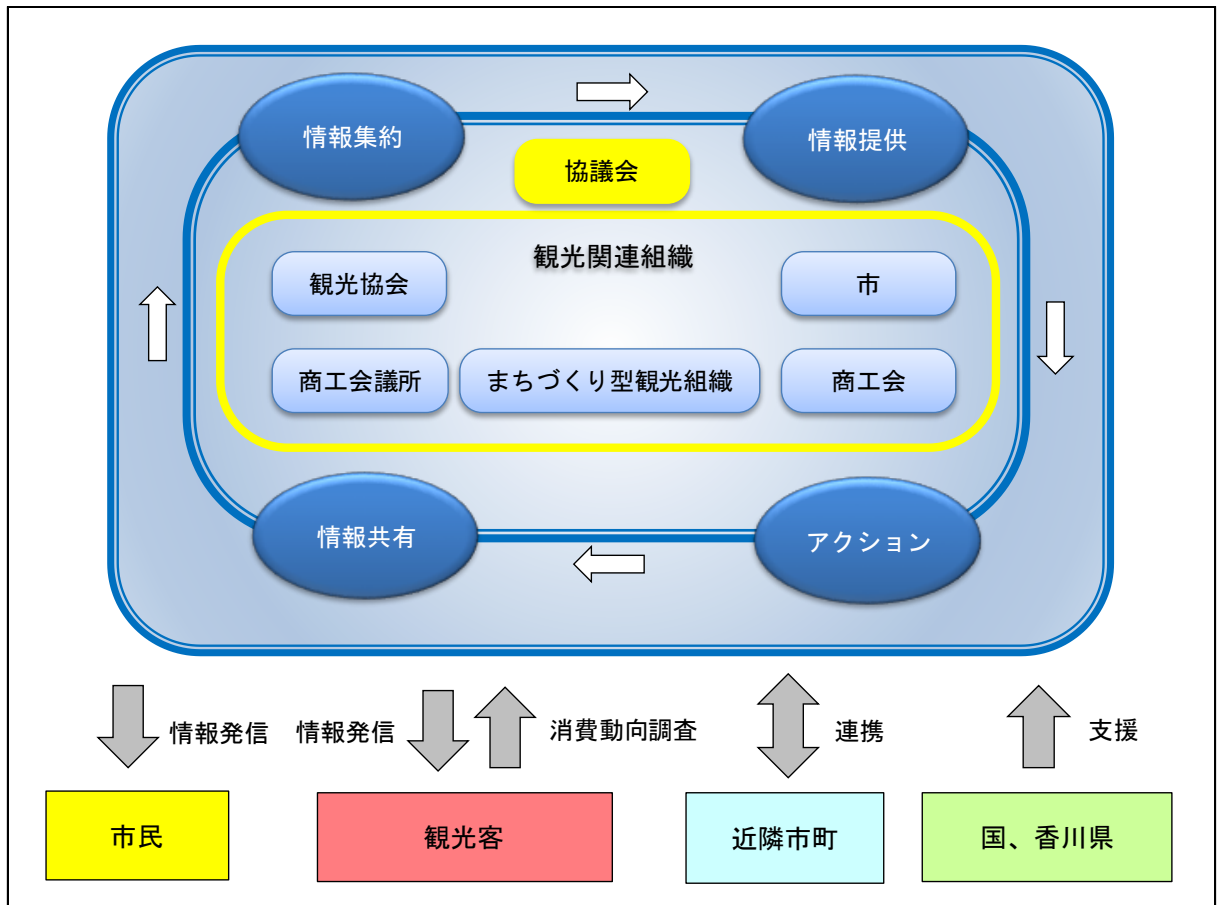 情報集約
情報提供
協議会
観光関連組織
観光協会
市
商工会議所
まちづくり型観光組織
商工会
情報共有
アクション
情報発信
情報発信
消費動向調査
連携
支援
市民
観光客
近隣市町
国、香川県